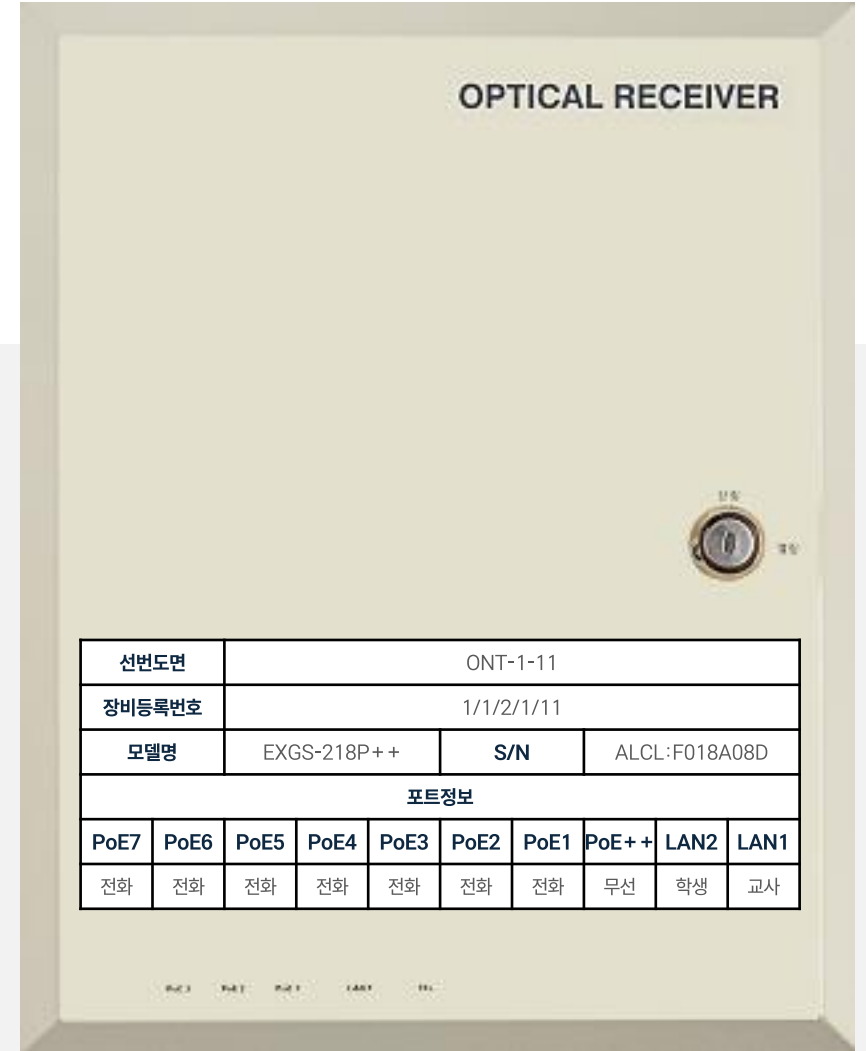 OPTICAL RECEIVER
선번도면 ONT-1-11
장비등록번호 1/1/2/1/11
모델명 EXGS-218P++ S/N ALCL:F018A08D
포트정보
PoE7 PoE6 PoE5 PoE4 PoE3 PoE2 PoE1 PoE++ LAN2 LAN1
전화 전화 전화 전화 전화 전화 전화 무선 학생 교사